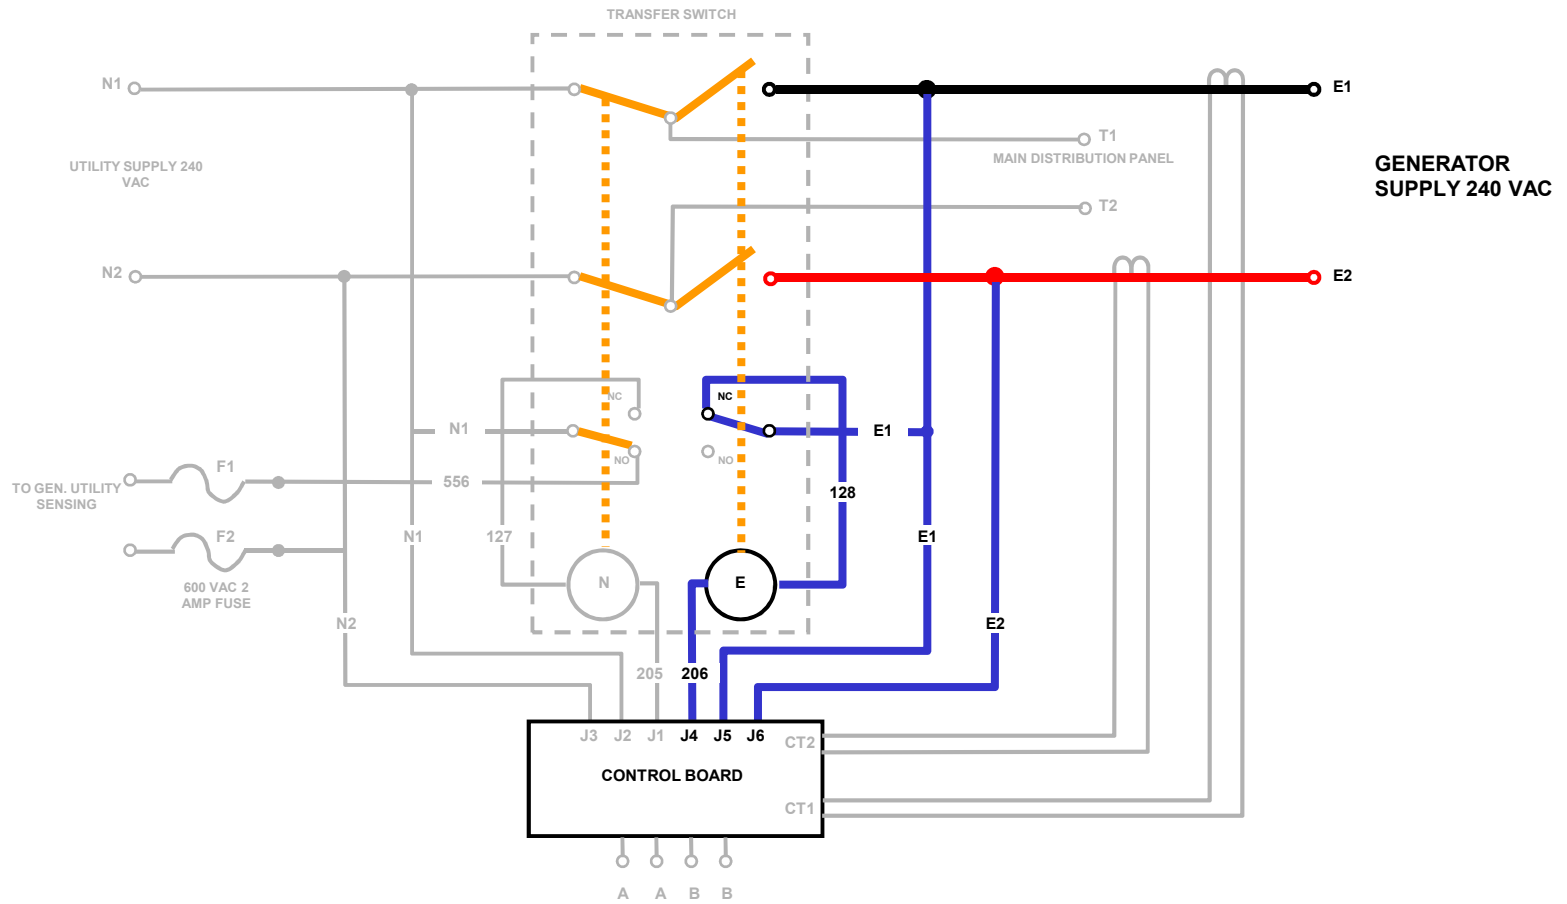 TRANSFER SWITCH
N1
E1
T1
MAIN DISTRIBUTION PANEL
UTILITY SUPPLY 240
VAC
GENERATOR
SUPPLY 240 VAC
T2
N2
E2
NC
NC
N1
E1
NO
NO
F1
556
TO GEN. UTILITY
SENSING
128
F2
N1
127
E1
600 VAC 2
AMP FUSE
N
E
N2
E2
205
206
J3
J2
J1
J4
J5
J6
CT2
CONTROL BOARD
CT1
A
A
B
B